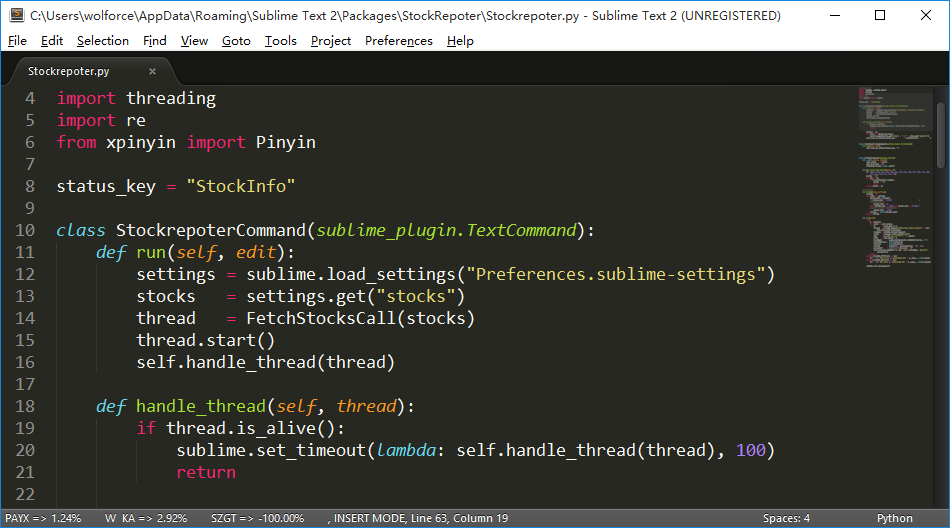 C:\Users\wolforce\AppData\Roaming\Sublime Text 2\Packages\StockRepoter\Stockrepoter.py - Sublime Text 2 (UNREGISTERED)
File Edit Selection Find View Goto Tools Project Preferences Help
Stockrepoter.py ×
4 import threading
5 import re
6 from xpinyin import Pinyin
7
8 status_key = "StockInfo"
9
10 class StockrepoterCommand(sublime_plugin.TextCommand):
11     def run(self, edit):
12         settings = sublime.load_settings("Preferences.sublime-settings")
13         stocks   = settings.get("stocks")
14         thread   = FetchStocksCall(stocks)
15         thread.start()
16         self.handle_thread(thread)
17
18     def handle_thread(self, thread):
19         if thread.is_alive():
20             sublime.set_timeout(lambda: self.handle_thread(thread), 100)
21             return
22
PAYX => 1.24%   W  KA => 2.92%   SZGT => -100.00%   , INSERT MODE, Line 63, Column 19   Spaces: 4   Python